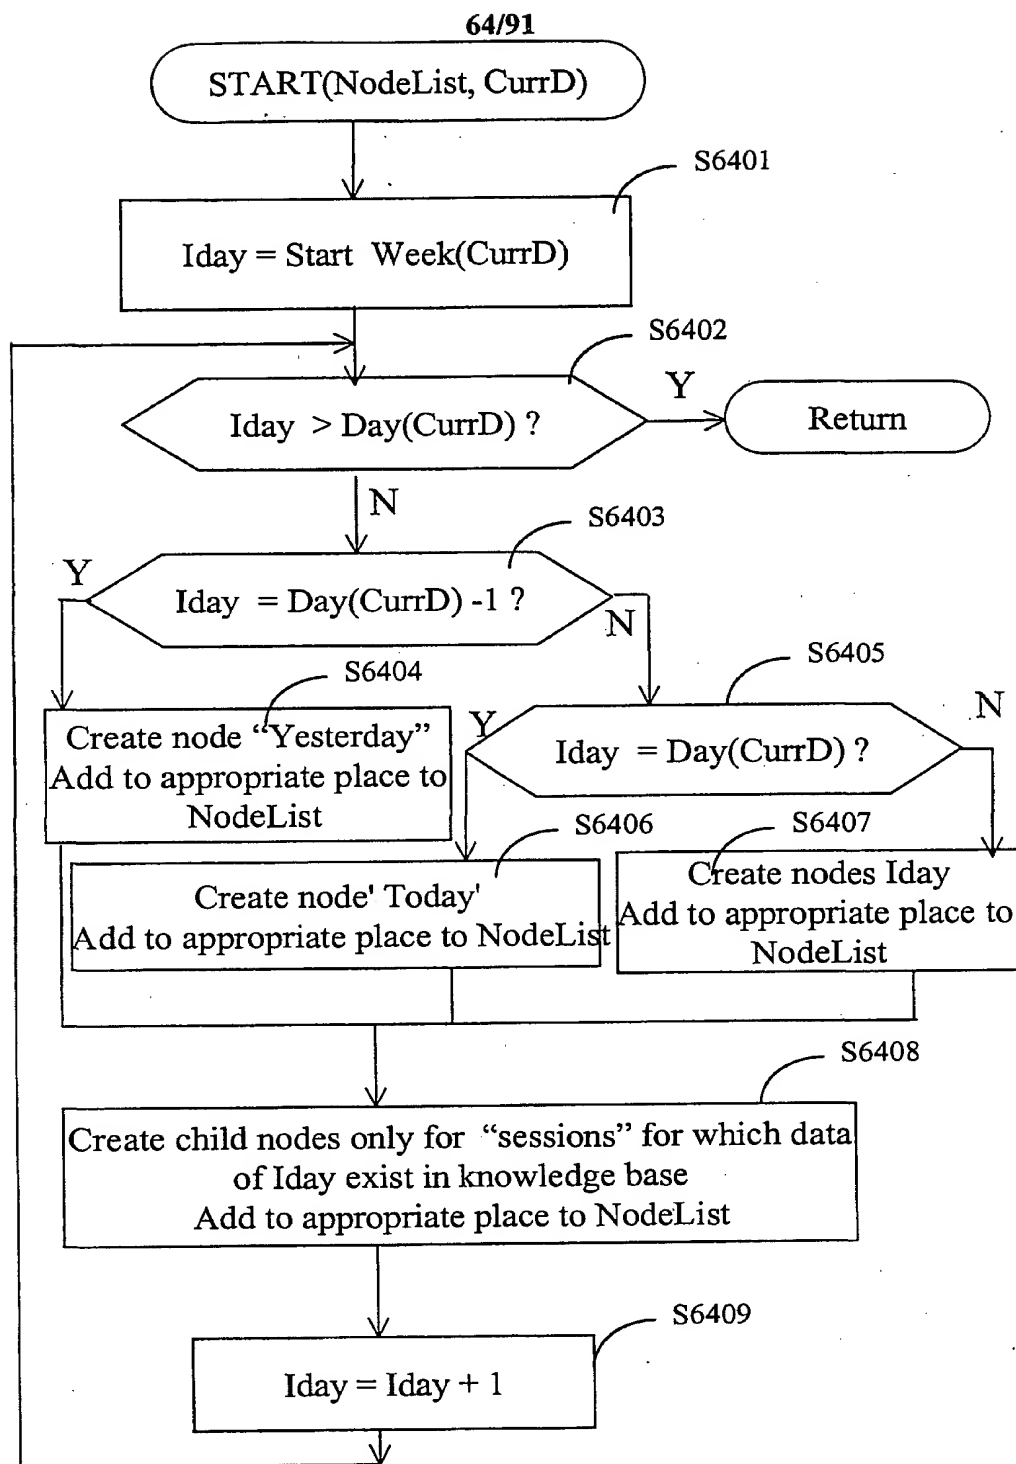 64/91
START(NodeList, CurrD)
S6401
Iday = Start Week(CurrD)
S6402
Iday > Day(CurrD) ?
Y
Return
N
S6403
Y
Iday = Day(CurrD) -1 ?
N
S6404
S6405
Create node “Yesterday”
Add to appropriate place to
NodeList
Y
Iday = Day(CurrD) ?
N
S6406
S6407
Create node' Today'
Add to appropriate place to NodeList
Create nodes Iday
Add to appropriate place to
NodeList
S6408
Create child nodes only for “sessions” for which data
of Iday exist in knowledge base
Add to appropriate place to NodeList
S6409
Iday = Iday + 1